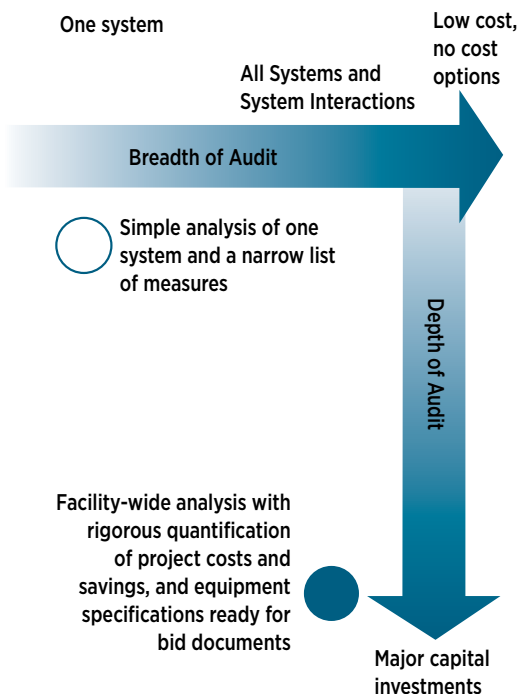 One system
Low cost,
no cost
options
All Systems and
System Interactions
Breadth of Audit
Simple analysis of one
system and a narrow list
of measures
Depth of Audit
Facility-wide analysis with
rigorous quantification
of project costs and
savings, and equipment
specifications ready for
bid documents
Major capital
investments